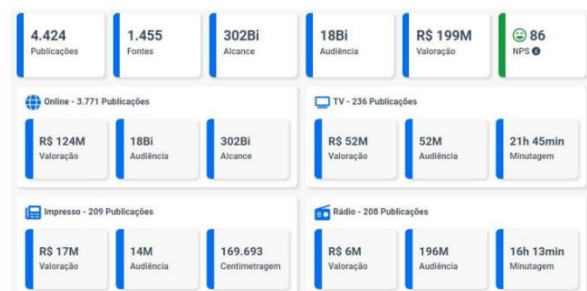 4.424
Publicações
1.455
Fontes
302Bi
Alcance
18Bi
Audiência
R$ 199M
Valoração
86
NPS
Online - 3.771 Publicações
R$ 124M
Valoração
18Bi
Audiência
302Bi
Alcance
TV - 236 Publicações
R$ 52M
Valoração
52M
Audiência
21h 45min
Minutagem
Impresso - 209 Publicações
R$ 17M
Valoração
14M
Audiência
169.693
Centimetragem
Rádio - 208 Publicações
R$ 6M
Valoração
196M
Audiência
16h 13min
Minutagem